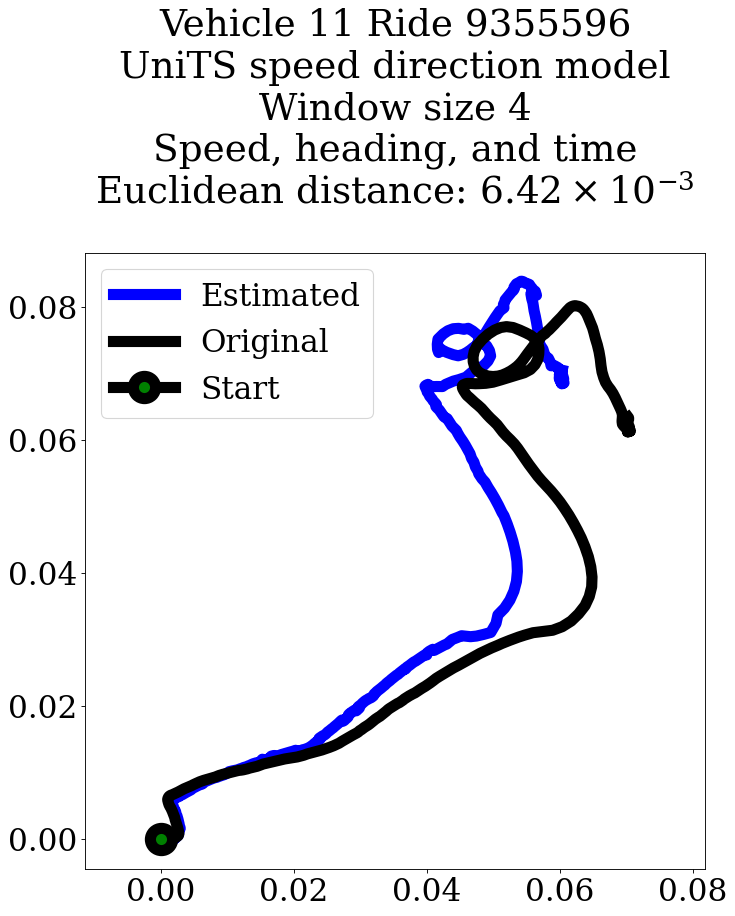 Vehicle 11 Ride 9355596
UniTS speed direction model
Window size 4
Speed, heading, and time
Euclidean distance: 6.42 × 10⁻³
Estimated
Original
Start
0.08
0.06
0.04
0.02
0.00
0.00 0.02 0.04 0.06 0.08